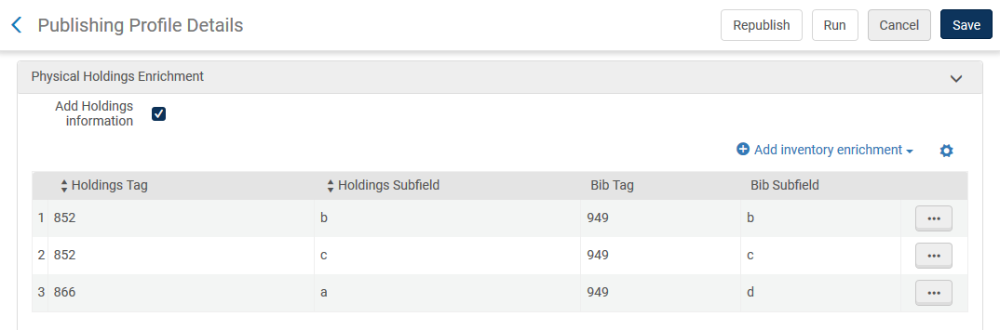 Publishing Profile Details
Republish
Run
Cancel
Save
Physical Holdings Enrichment
Add Holdings
information
Add inventory enrichment
Holdings Tag Holdings Subfield Bib Tag Bib Subfield
1 852 b 949 b
2 852 c 949 c
3 866 a 949 d